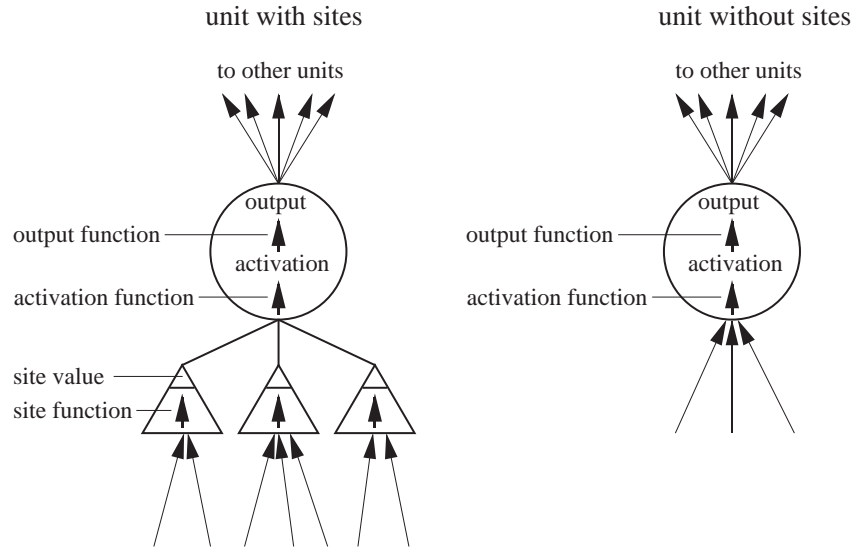 unit with sites
to other units
output
output function
activation
activation function
site value
site function
unit without sites
to other units
output
output function
activation
activation function